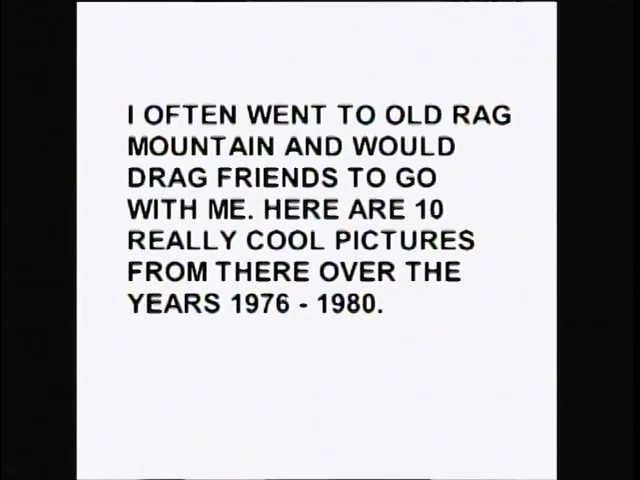 I OFTEN WENT TO OLD RAG
MOUNTAIN AND WOULD
DRAG FRIENDS TO GO
WITH ME. HERE ARE 10
REALLY COOL PICTURES
FROM THERE OVER THE
YEARS 1976 - 1980.